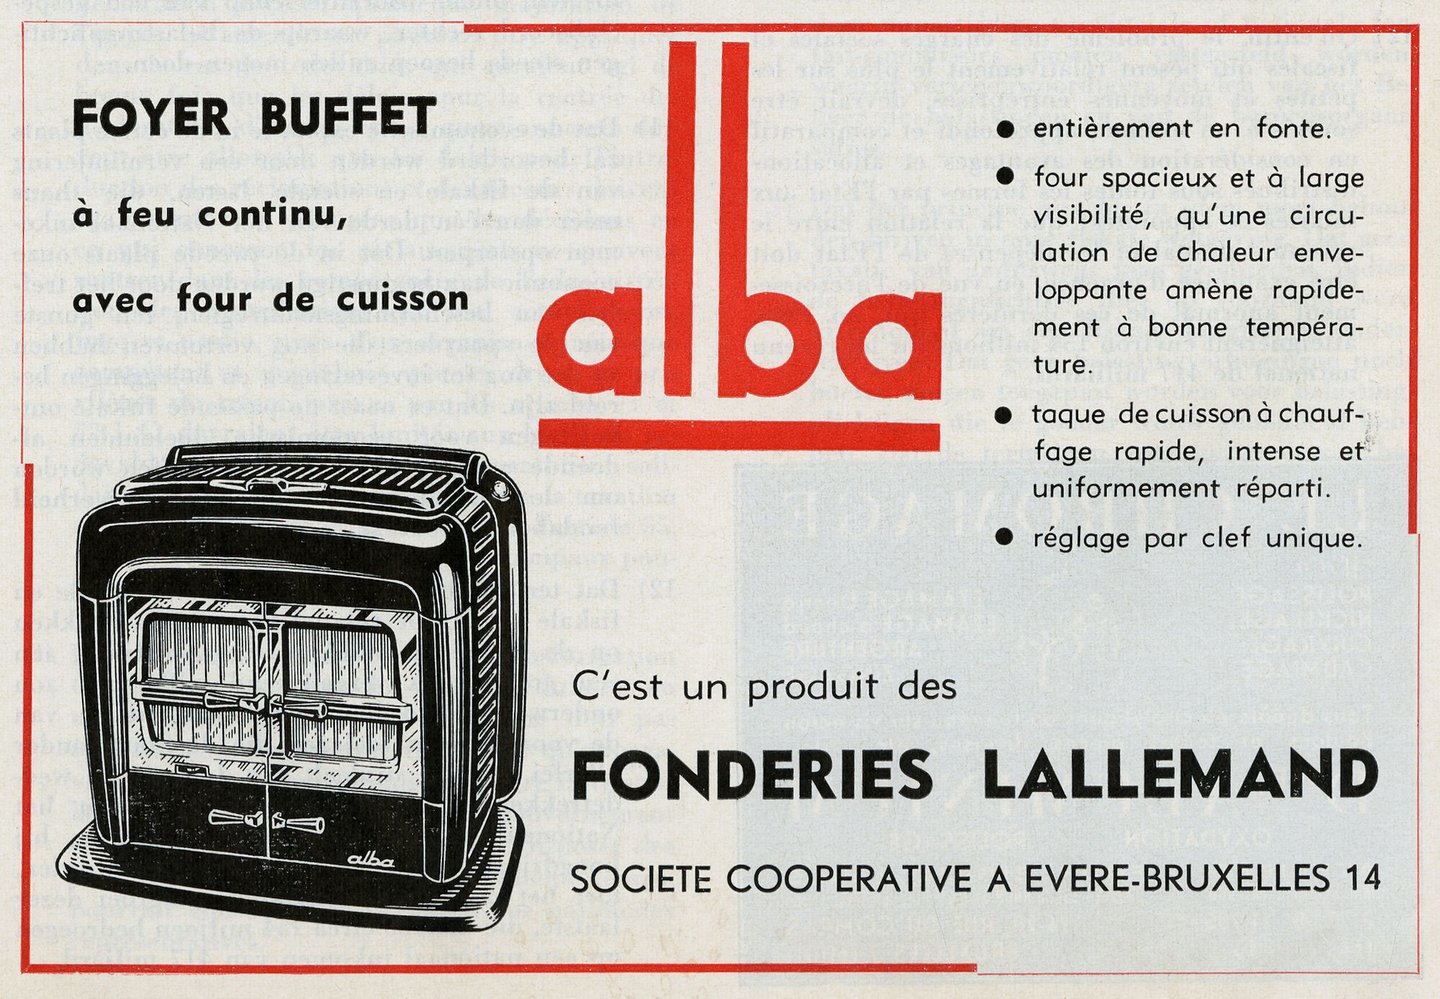 FOYER BUFFET
à feu continu,
avec four de cuisson
alba
● entièrement en fonte.
● four spacieux et à large
visibilité, qu'une circu-
lation de chaleur enve-
loppante amène rapide-
ment à bonne tempéra-
ture.
● taque de cuisson à chauf-
fage rapide, intense et
uniformement réparti.
● réglage par clef unique.
alba
C'est un produit des
FONDERIES LALLEMAND
SOCIETE COOPERATIVE A EVERE-BRUXELLES 14